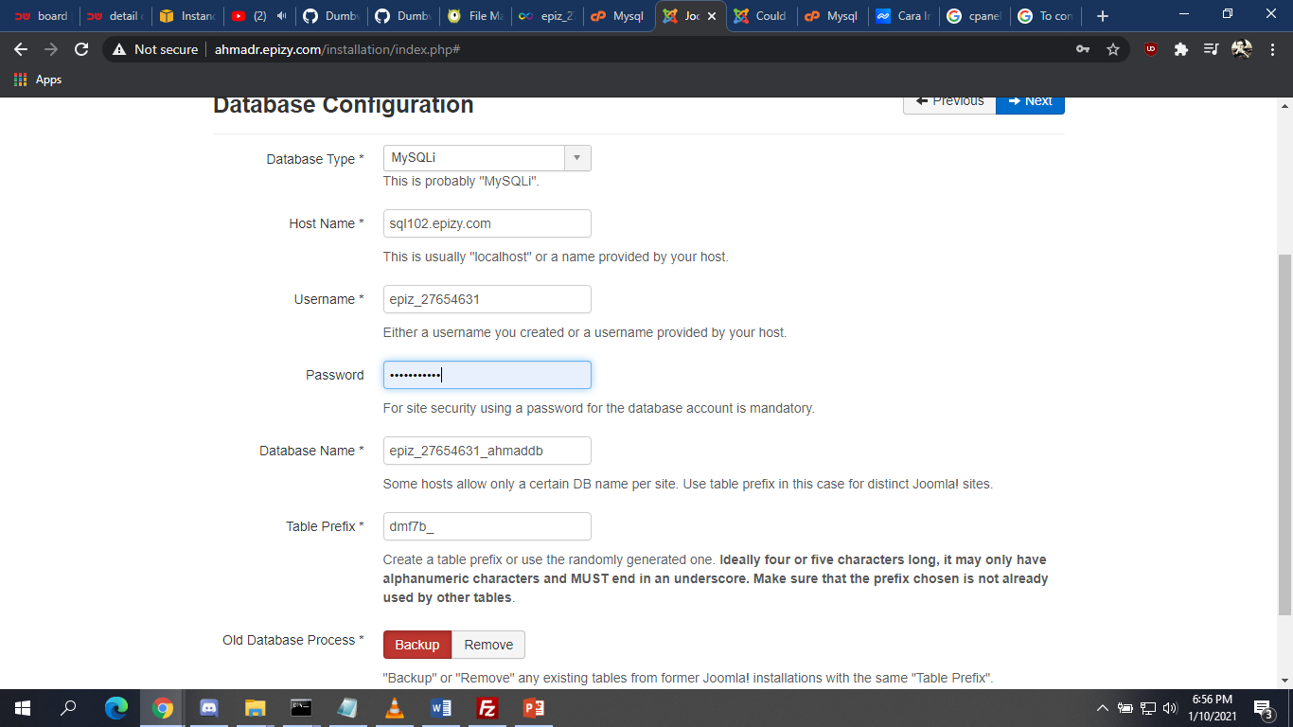 board
detail
Instanc
(2)
Dumbw
Dumbw
File Ma
epiz_27
Mysql
Joo
Could
Mysql
Cara In
cpanel
To con
Not secure
ahmadr.epizy.com/installation/index.php#
Apps
Database Configuration
Previous
Next
Database Type *
MySQLi
This is probably "MySQLi".
Host Name *
sql102.epizy.com
This is usually "localhost" or a name provided by your host.
Username *
epiz_27654631
Either a username you created or a username provided by your host.
Password
•••••••••••
For site security using a password for the database account is mandatory.
Database Name *
epiz_27654631_ahmaddb
Some hosts allow only a certain DB name per site. Use table prefix in this case for distinct Joomla! sites.
Table Prefix *
dmf7b_
Create a table prefix or use the randomly generated one. Ideally four or five characters long, it may only have
alphanumeric characters and MUST end in an underscore. Make sure that the prefix chosen is not already
used by other tables.
Old Database Process *
Backup
Remove
"Backup" or "Remove" any existing tables from former Joomla! installations with the same "Table Prefix".
6:56 PM
1/10/2021
3